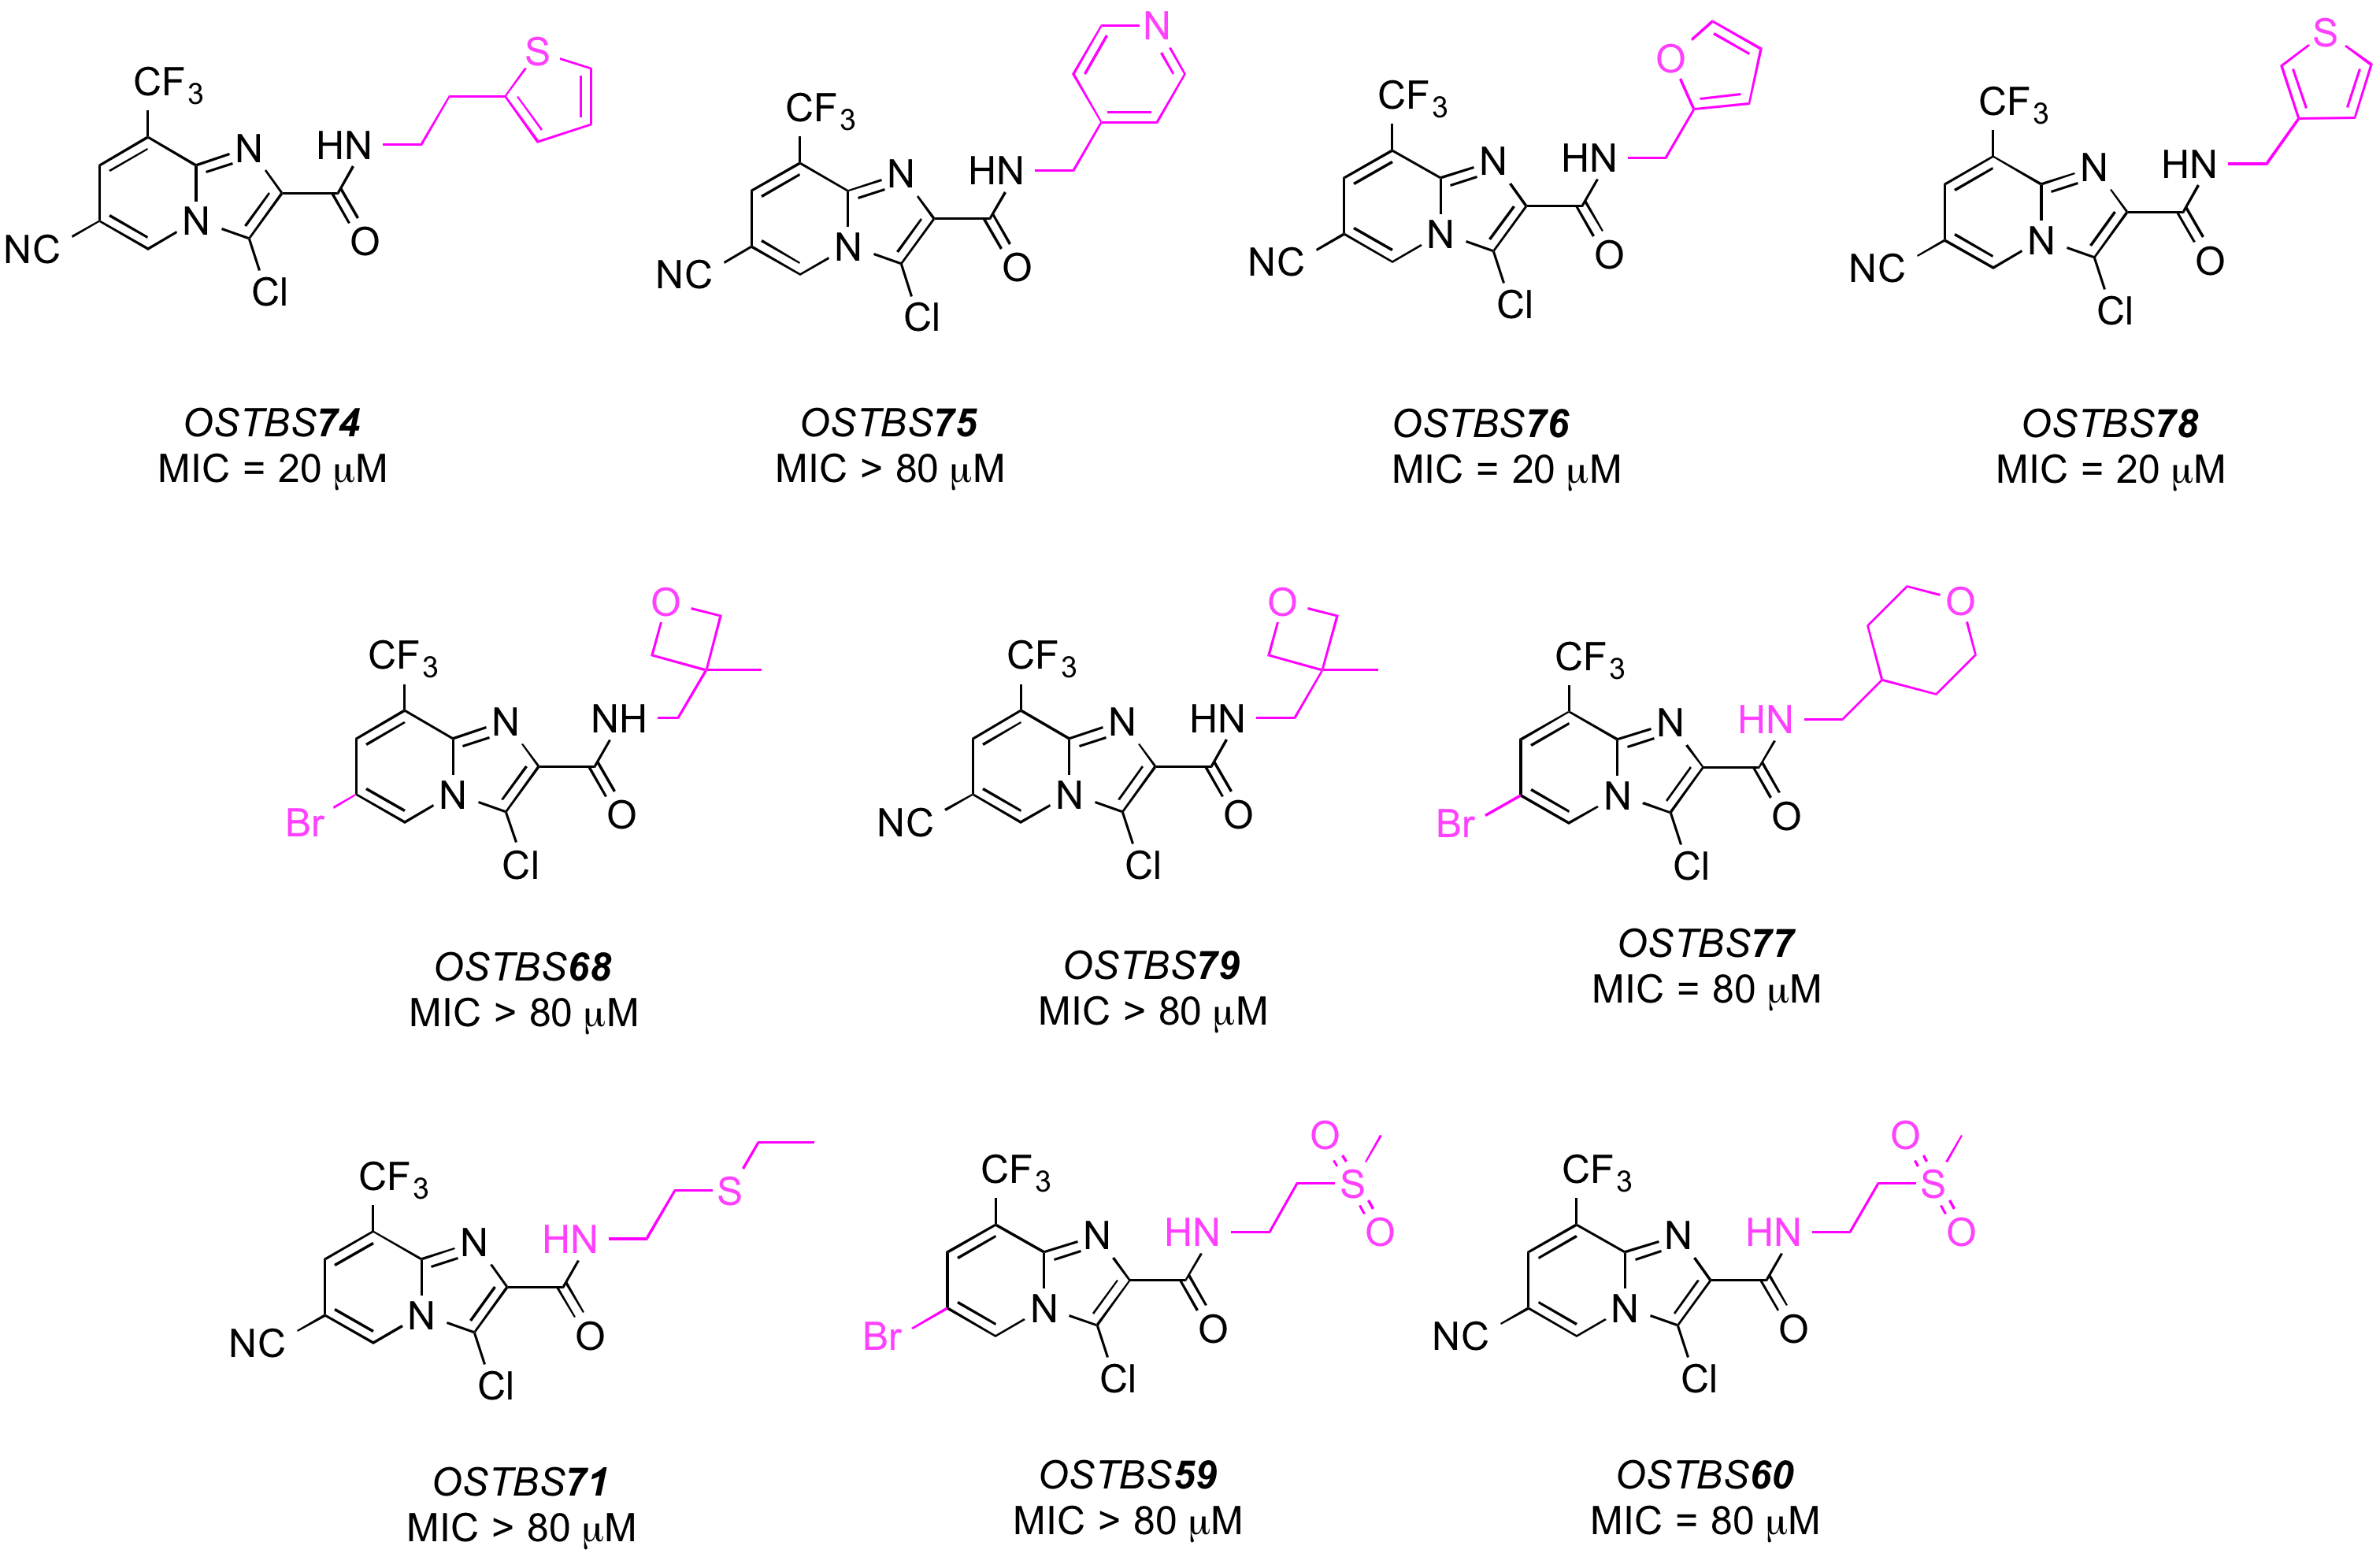 CF3 N HN S N O NC Cl
CF3 N HN N N O NC Cl
CF3 N HN O N O NC Cl
CF3 N HN S N O NC Cl
OSTBS74
MIC = 20 μM
OSTBS75
MIC > 80 μM
OSTBS76
MIC = 20 μM
OSTBS78
MIC = 20 μM
CF3 N NH O N O Br Cl
CF3 N HN O N O NC Cl
CF3 N HN O N O Br Cl
OSTBS68
MIC > 80 μM
OSTBS79
MIC > 80 μM
OSTBS77
MIC = 80 μM
CF3 N HN S N O NC Cl
CF3 N HN O S O N O Br Cl
CF3 N HN O S O N O NC Cl
OSTBS71
MIC > 80 μM
OSTBS59
MIC > 80 μM
OSTBS60
MIC = 80 μM